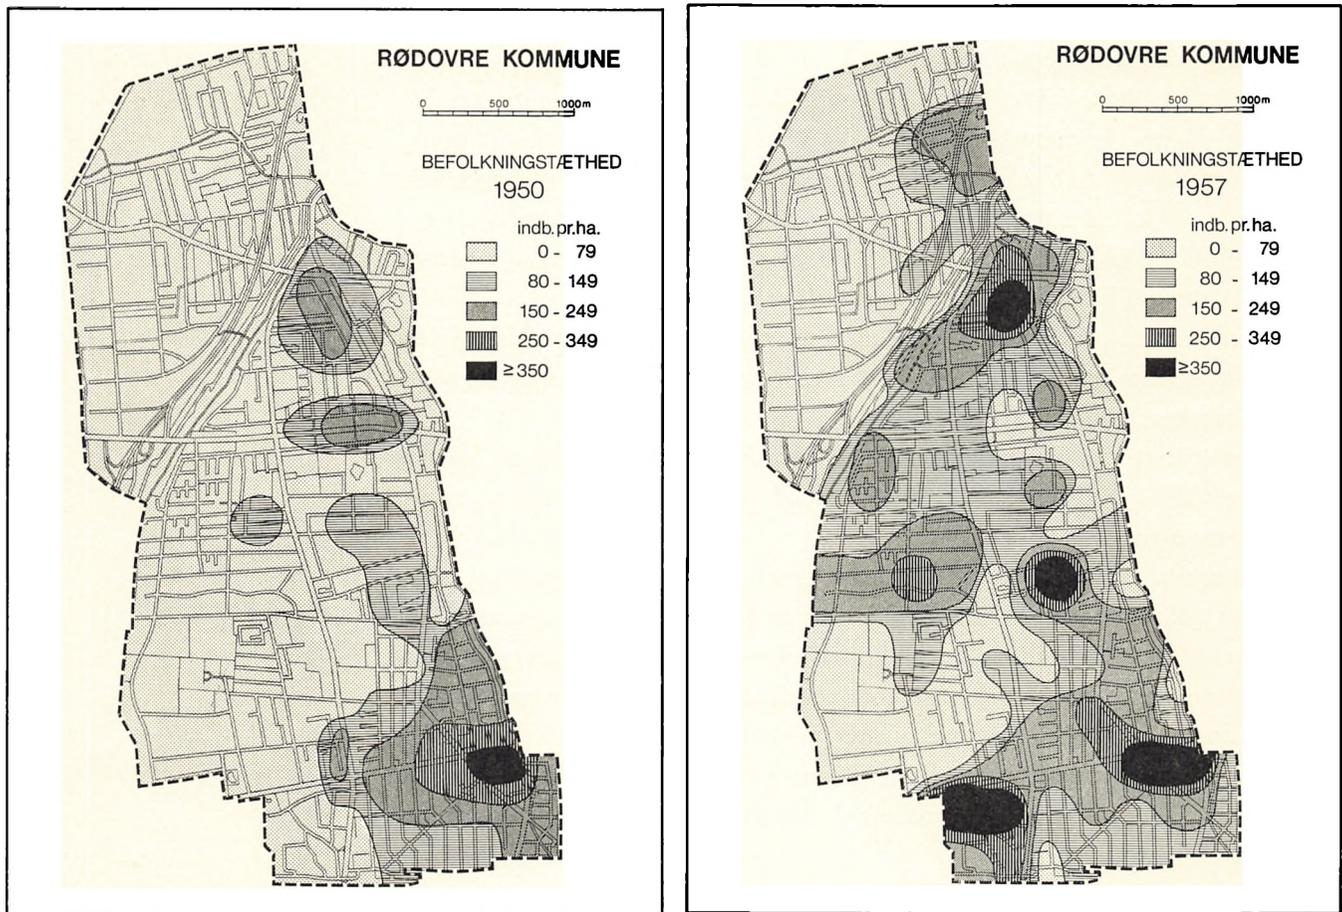 RØDOVRE KOMMUNE
0 500 1000m
BEFOLKNINGSTÆTHED
1950
indb. pr. ha.
0 - 79
80 - 149
150 - 249
250 - 349
≥350
RØDOVRE KOMMUNE
0 500 1000m
BEFOLKNINGSTÆTHED
1957
indb. pr. ha.
0 - 79
80 - 149
150 - 249
250 - 349
≥350